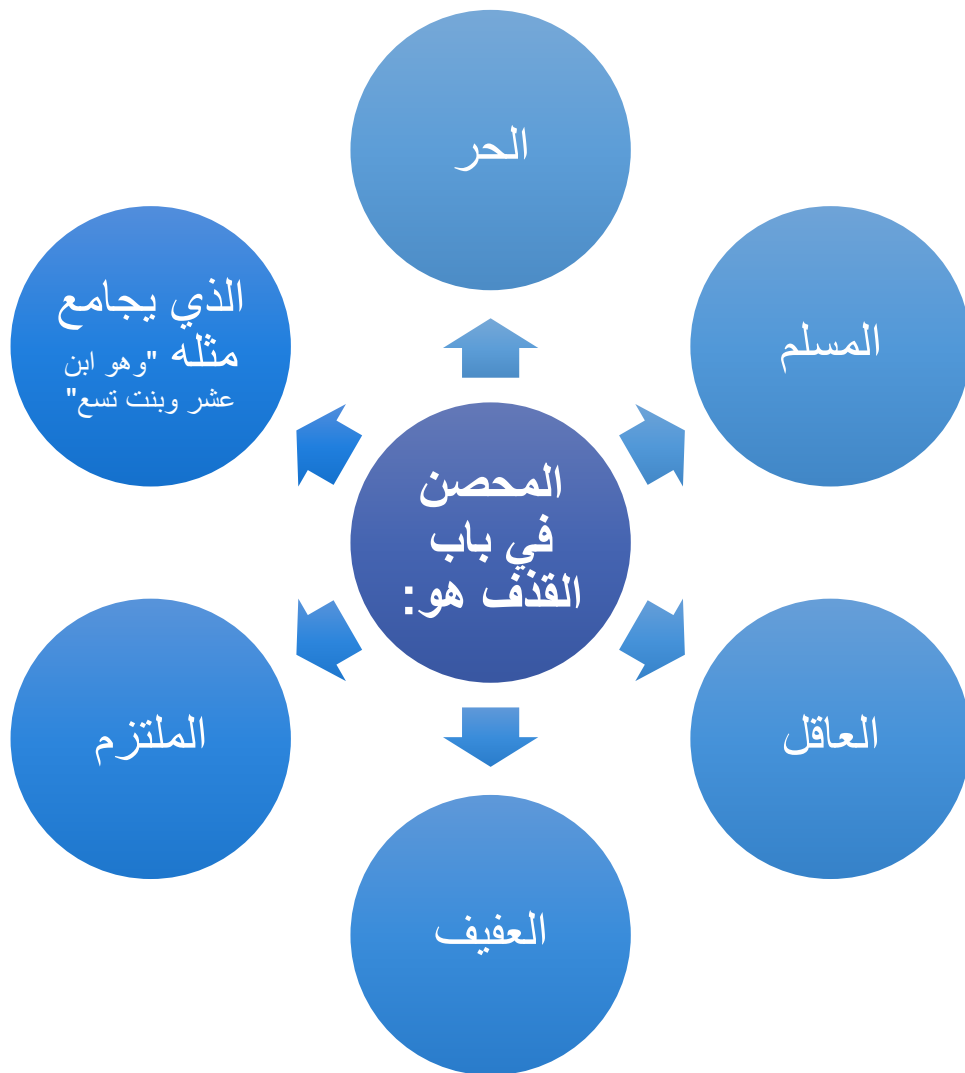 الحر
المسلم
العاقل
العفيف
الملتزم
الذي يجامع
مثله "وهو ابن
عشر وبنت تسع"
المحصن
في باب
القذف هو: